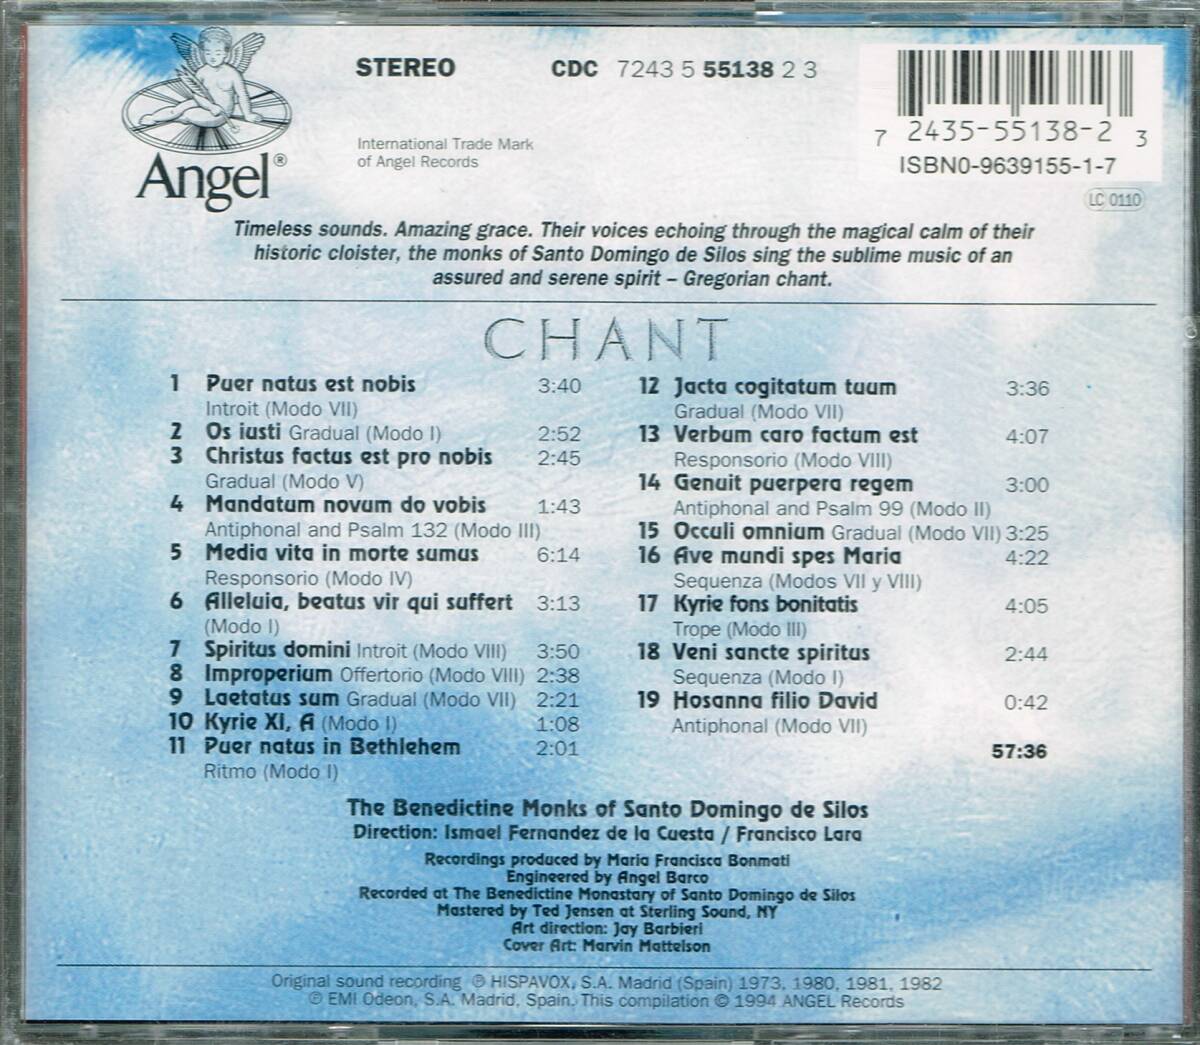 STEREO CDC 7243 5 55138 2 3
7 2435-55138-2 3
ISBN0-9639155-1-7
LC 0110
International Trade Mark
of Angel Records
Angel®
Timeless sounds. Amazing grace. Their voices echoing through the magical calm of their
historic cloister, the monks of Santo Domingo de Silos sing the sublime music of an
assured and serene spirit – Gregorian chant.
CHANT
1 Puer natus est nobis 3:40
Introit (Modo VII)
2 Os iusti Gradual (Modo I) 2:52
3 Christus factus est pro nobis 2:45
Gradual (Modo V)
4 Mandatum novum do vobis 1:43
Antiphonal and Psalm 132 (Modo III)
5 Media vita in morte sumus 6:14
Responsorio (Modo IV)
6 Alleluia, beatus vir qui suffert 3:13
(Modo I)
7 Spiritus domini Introit (Modo VIII) 3:50
8 Improperium Offertorio (Modo VIII) 2:38
9 Laetatus sum Gradual (Modo VII) 2:21
10 Kyrie XI, A (Modo I) 1:08
11 Puer natus in Bethlehem 2:01
Ritmo (Modo I)
12 Jacta cogitatum tuum 3:36
Gradual (Modo VII)
13 Verbum caro factum est 4:07
Responsorio (Modo VIII)
14 Genuit puerpera regem 3:00
Antiphonal and Psalm 99 (Modo II)
15 Occuli omnium Gradual (Modo VII) 3:25
16 Ave mundi spes Maria 4:22
Sequenza (Modos VII y VIII)
17 Kyrie fons bonitatis 4:05
Trope (Modo III)
18 Veni sancte spiritus 2:44
Sequenza (Modo I)
19 Hosanna filio David 0:42
Antiphonal (Modo VII)
57:36
The Benedictine Monks of Santo Domingo de Silos
Direction: Ismael Fernandez de la Cuesta / Francisco Lara
Recordings produced by Maria Francisca Bonmati
Engineered by Angel Barco
Recorded at The Benedictine Monastary of Santo Domingo de Silos
Mastered by Ted Jensen at Sterling Sound, NY
Art direction: Jay Barbieri
Cover Art: Marvin Mattelson
Original sound recording ℗ HISPAVOX, S.A. Madrid (Spain) 1973, 1980, 1981, 1982
℗ EMI Odeon, S.A. Madrid, Spain. This compilation © 1994 ANGEL Records